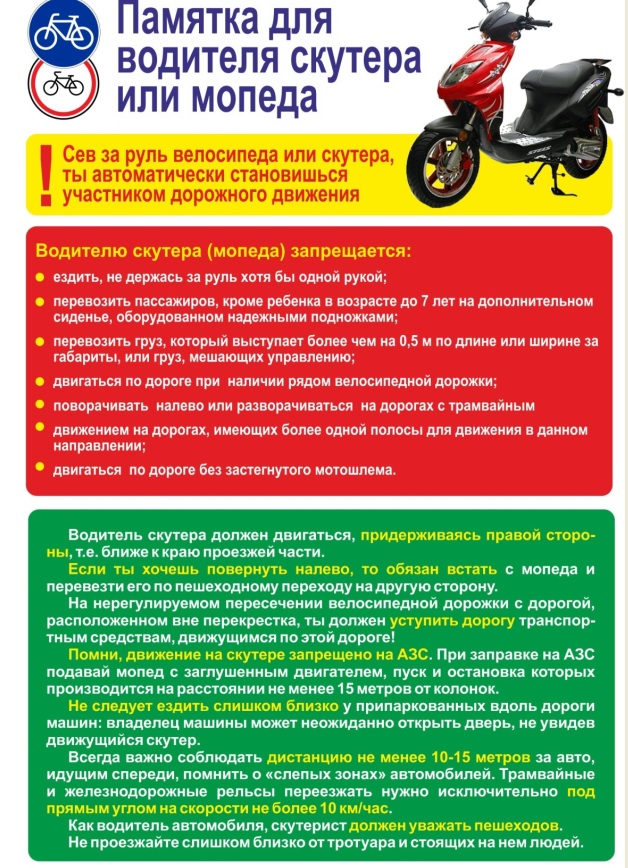 Памятка для
водителя скутера
или мопеда
! Сев за руль велосипеда или скутера,
ты автоматически становишься
участником дорожного движения
Водителю скутера (мопеда) запрещается:
ездить, не держась за руль хотя бы одной рукой;
перевозить пассажиров, кроме ребенка в возрасте до 7 лет на дополнительном
сиденье, оборудованном надежными подножками;
перевозить груз, который выступает более чем на 0,5 м по длине или ширине за
габариты, или груз, мешающих управлению;
двигаться по дороге при наличии рядом велосипедной дорожки;
поворачивать налево или разворачиваться на дорогах с трамвайным
движением на дорогах, имеющих более одной полосы для движения в данном
направлении;
двигаться по дороге без застегнутого мотошлема.
Водитель скутера должен двигаться, придерживаясь правой сторо-
ны, т.е. ближе к краю проезжей части.
Если ты хочешь повернуть налево, то обязан встать с мопеда и
перевезти его по пешеходному переходу на другую сторону.
На нерегулируемом пересечении велосипедной дорожки с дорогой,
расположенном вне перекрестка, ты должен уступить дорогу транспор-
тным средствам, движущимся по этой дороге!
Помни, движение на скутере запрещено на АЗС. При заправке на АЗС
подавай мопед с заглушенным двигателем, пуск и остановка которых
производится на расстоянии не менее 15 метров от колонок.
Не следует ездить слишком близко у припаркованных вдоль дороги
машин: владелец машины может неожиданно открыть дверь, не увидев
движущийся скутер.
Всегда важно соблюдать дистанцию не менее 10-15 метров за авто,
идущим спереди, помнить о «слепых зонах» автомобилей. Трамвайные
и железнодорожные рельсы переезжать нужно исключительно под
прямым углом на скорости не более 10 км/час.
Как водитель автомобиля, скутерист должен уважать пешеходов.
Не проезжайте слишком близко от тротуара и стоящих на нем людей.